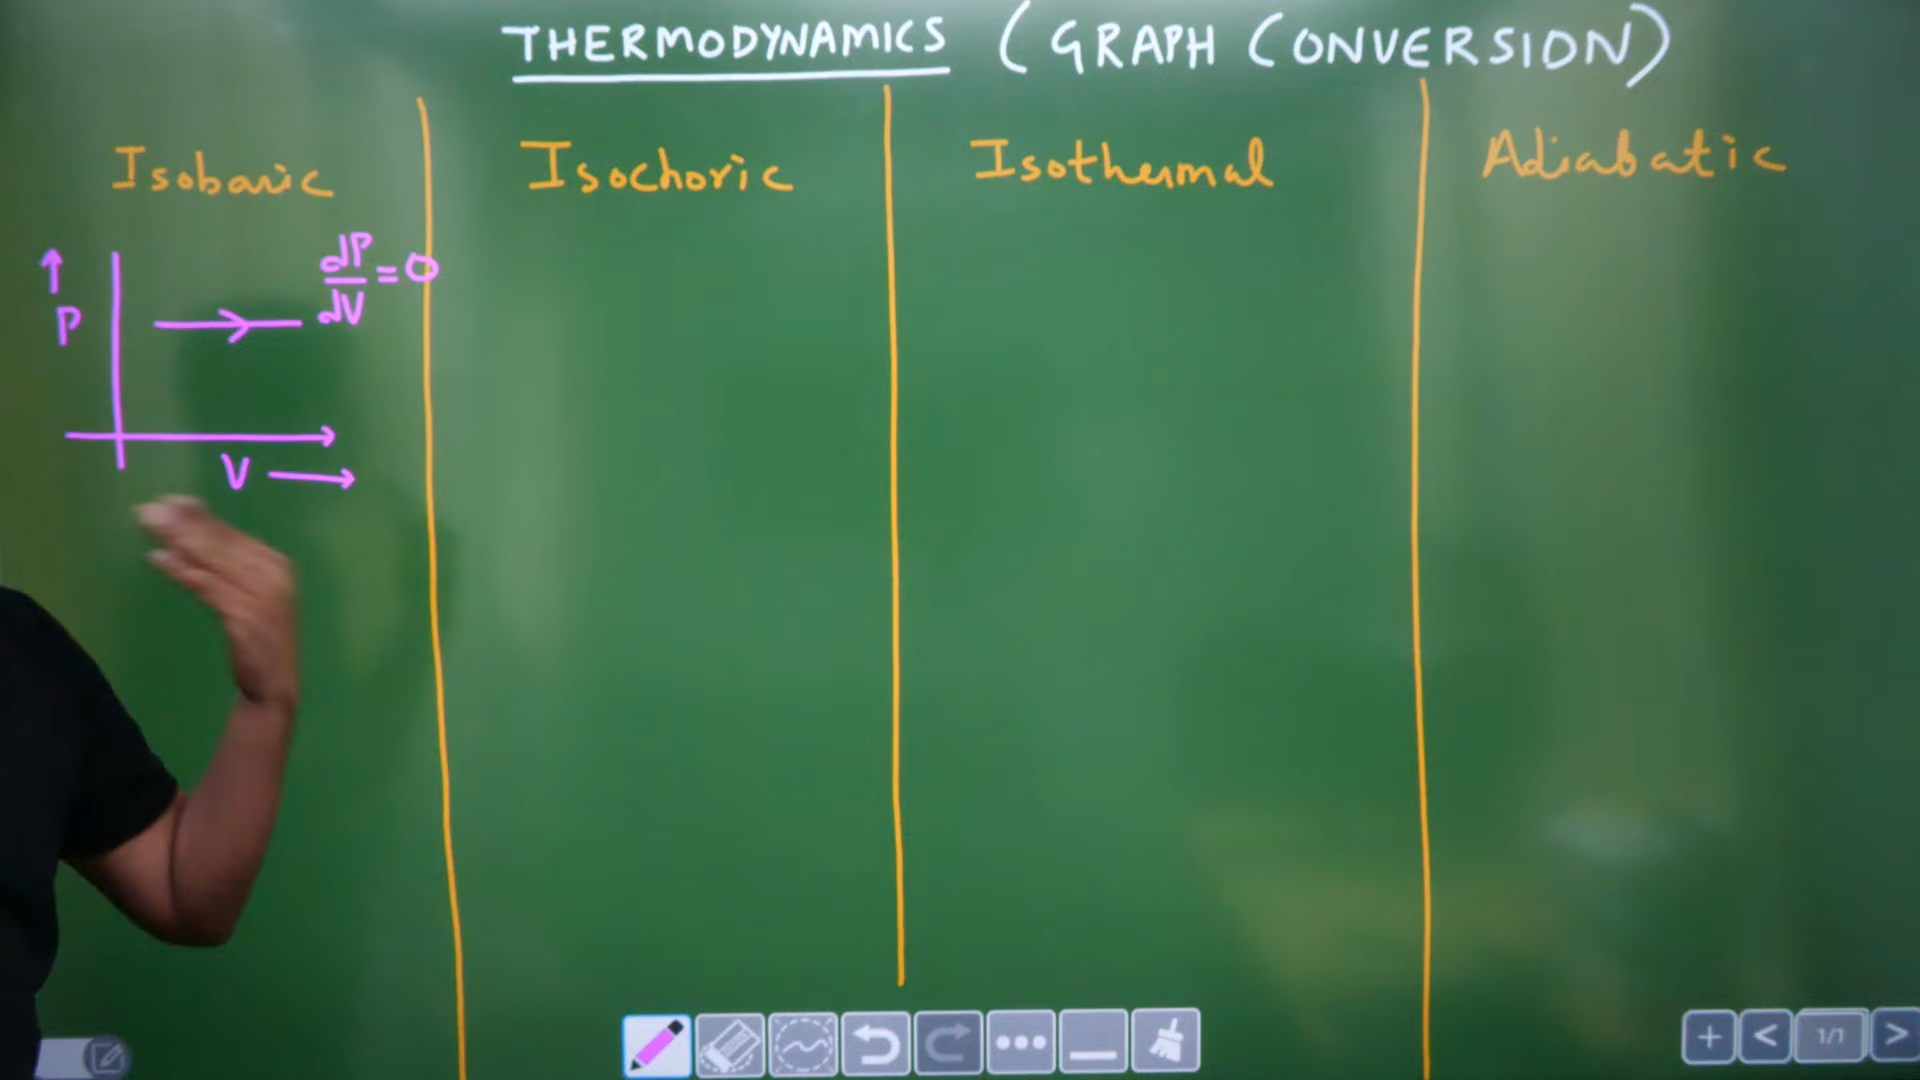 THERMODYNAMICS (GRAPH CONVERSION)
Isobaric
Isochoric
Isothermal
Adiabatic
↑
P
dP/dV = 0
V →
1/1